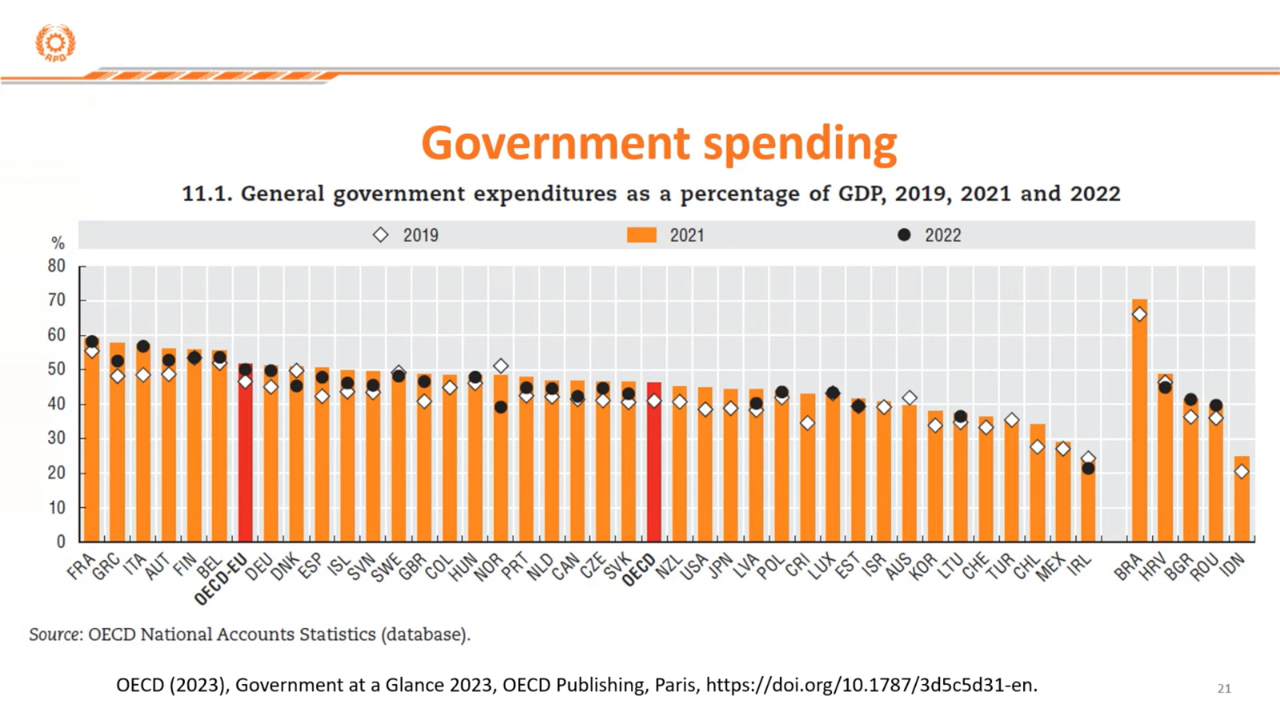 APO
Government spending
11.1. General government expenditures as a percentage of GDP, 2019, 2021 and 2022
2019 2021 2022
%
80
70
60
50
40
30
20
10
0
FRA GRC ITA AUT FIN BEL OECD-EU DEU DNK ESP ISL SVN SWE GBR COL HUN NOR PRT NLD CAN CZE SVK OECD NZL USA JPN LVA POL CRI LUX EST ISR AUS KOR LTU CHE TUR CHL MEX IRL BRA HRV BGR ROU IDN
Source: OECD National Accounts Statistics (database).
OECD (2023), Government at a Glance 2023, OECD Publishing, Paris, https://doi.org/10.1787/3d5c5d31-en.
21